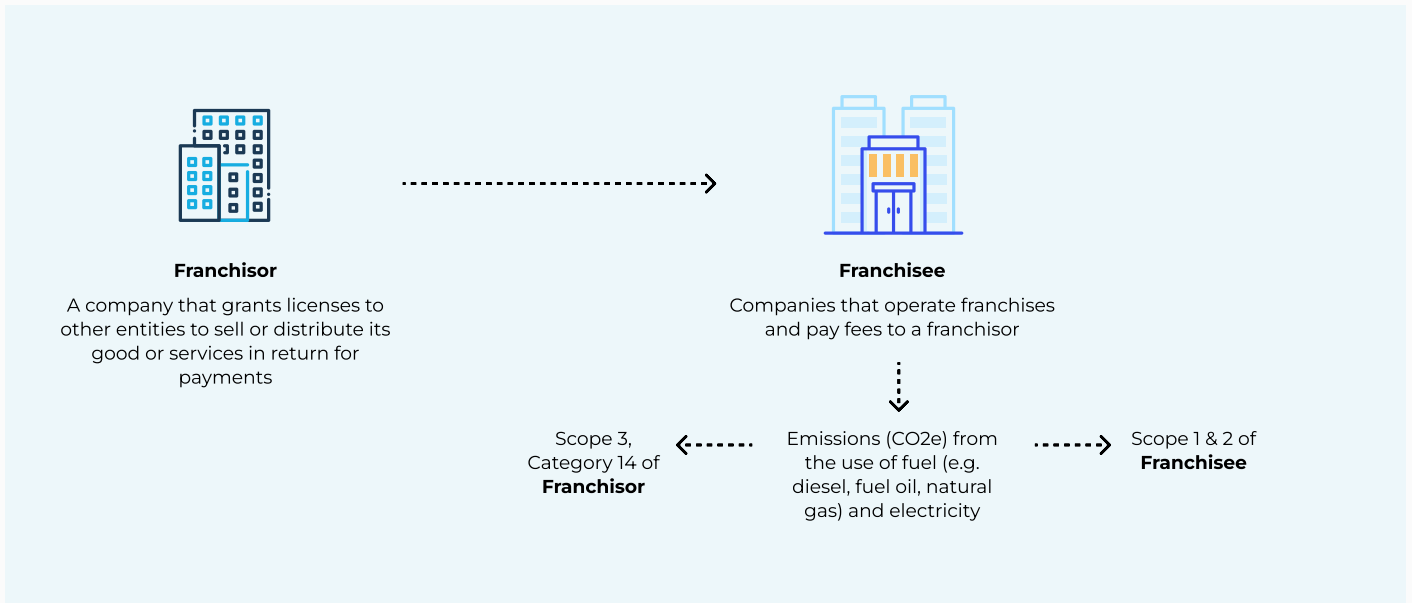 Franchisor
A company that grants licenses to
other entities to sell or distribute its
good or services in return for
payments
Franchisee
Companies that operate franchises
and pay fees to a franchisor
Scope 3,
Category 14 of
Franchisor
Emissions (CO2e) from
the use of fuel (e.g.
diesel, fuel oil, natural
gas) and electricity
Scope 1 & 2 of
Franchisee